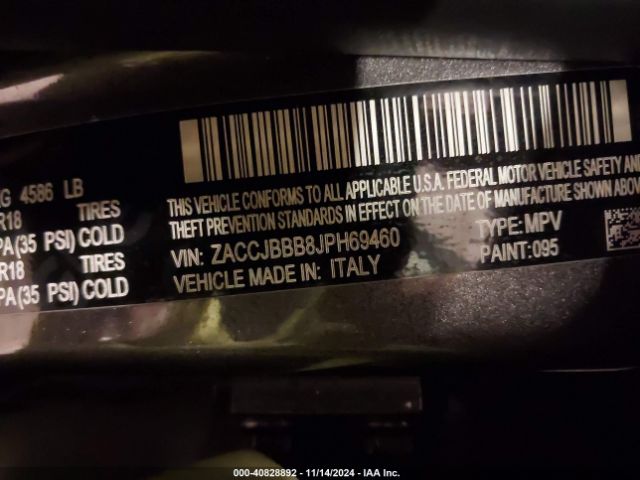 G 4586 LB
R18 TIRES
PA (35 PSI) COLD
R18 TIRES
PA (35 PSI) COLD
THIS VEHICLE CONFORMS TO ALL APPLICABLE U.S.A. FEDERAL MOTOR VEHICLE SAFETY AND
THEFT PREVENTION STANDARDS IN EFFECT ON THE DATE OF MANUFACTURE SHOWN ABOVE
VIN: ZACCJBBB8JPH69460 TYPE: MPV
VEHICLE MADE IN: ITALY PAINT: 095
000-40828892 - 11/14/2024 - IAA Inc.